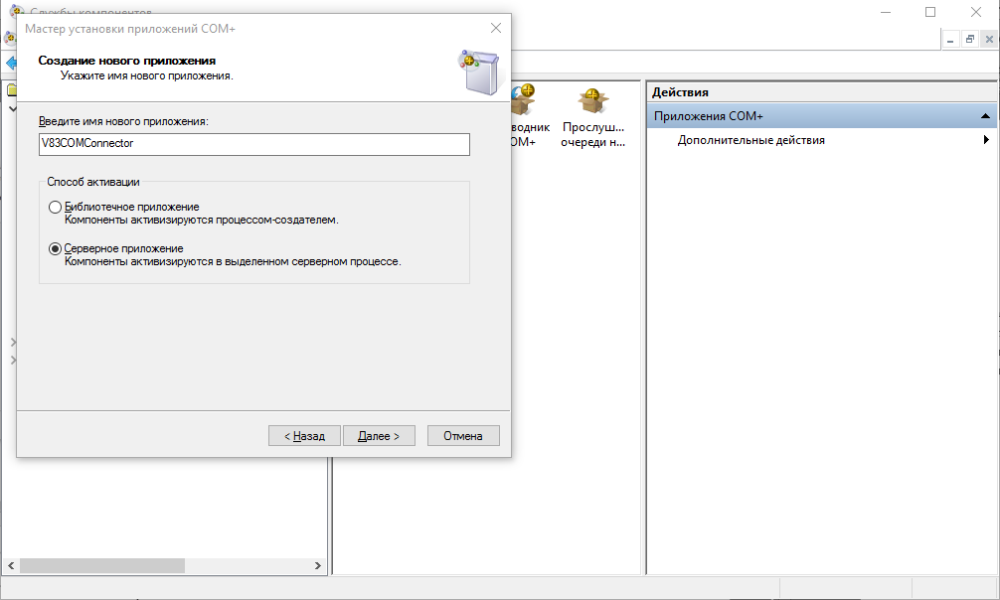 Службы компонентов
Мастер установки приложений COM+
Создание нового приложения
Укажите имя нового приложения.
Введите имя нового приложения:
V83COMConnector
Способ активации
Библиотечное приложение
Компоненты активизируются процессом-создателем.
Серверное приложение
Компоненты активизируются в выделенном серверном процессе.
< Назад
Далее >
Отмена
водник
OM+
Прослуш...
очереди н...
Действия
Приложения COM+
Дополнительные действия